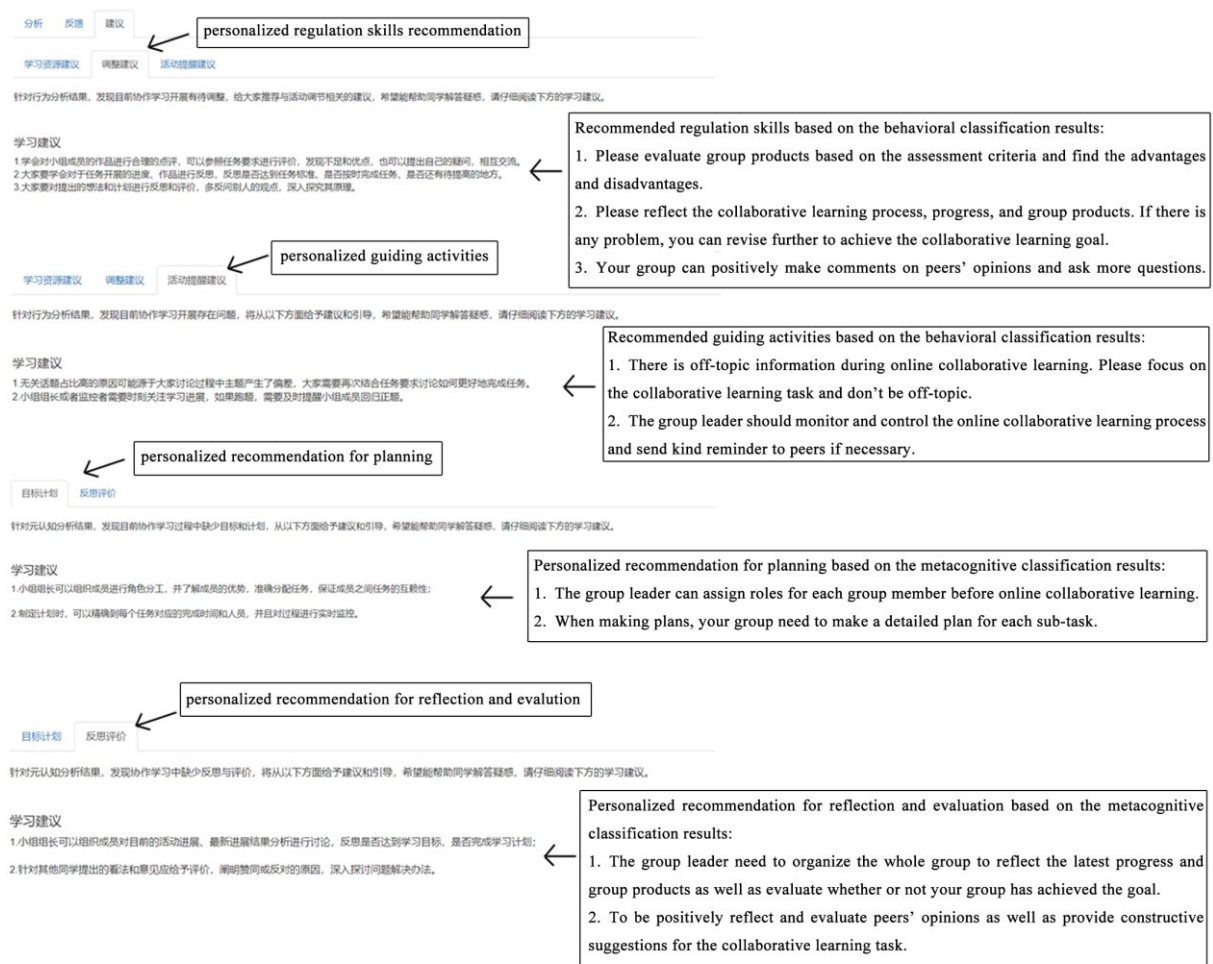 分析 反馈 建议
personalized regulation skills recommendation
学习资源建议 调整建议 活动提醒建议
针对行为分析结果，发现目前协作学习开展有待调整，给大家推荐与活动调节相关的建议，希望能帮助同学解答疑惑，请仔细阅读下方的学习建议。
学习建议
1.学会对小组成员的作品进行合理的点评，可以参照任务要求进行评价，发现不足和优点，也可以提出自己的疑问，相互交流。
2.大家要学会对于任务开展的进度、作品进行反思，反思是否达到任务标准、是否按时完成任务、是否还有待提高的地方。
3.大家要对提出的想法和计划进行反思和评价，多反问别人的观点，深入探究其原理。
Recommended regulation skills based on the behavioral classification results:
1. Please evaluate group products based on the assessment criteria and find the advantages
and disadvantages.
2. Please reflect the collaborative learning process, progress, and group products. If there is
any problem, you can revise further to achieve the collaborative learning goal.
3. Your group can positively make comments on peers' opinions and ask more questions.
personalized guiding activities
学习资源建议 调整建议 活动提醒建议
针对行为分析结果，发现目前协作学习开展存在问题，将从以下方面给予建议和引导，希望能帮助同学解答疑惑，请仔细阅读下方的学习建议。
学习建议
1.无关话题占比高的原因可能源于大家讨论过程中主题产生了偏差，大家需要再次结合任务要求讨论如何更好地完成任务。
2.小组组长或者监控者需要时刻关注学习进展，如果跑题，需要及时提醒小组成员回归正题。
Recommended guiding activities based on the behavioral classification results:
1. There is off-topic information during online collaborative learning. Please focus on
the collaborative learning task and don't be off-topic.
2. The group leader should monitor and control the online collaborative learning process
and send kind reminder to peers if necessary.
personalized recommendation for planning
目标计划 反思评价
针对元认知分析结果，发现目前协作学习过程中缺少目标和计划，从以下方面给予建议和引导，希望能帮助同学解答疑惑，请仔细阅读下方的学习建议。
学习建议
1.小组组长可以组织成员进行角色分工，并了解成员的优势，准确分配任务，保证成员之间任务的互赖性；
2.制定计划时，可以精确到每个任务对应的完成时间和人员，并且对过程进行实时监控。
Personalized recommendation for planning based on the metacognitive classification results:
1. The group leader can assign roles for each group member before online collaborative learning.
2. When making plans, your group need to make a detailed plan for each sub-task.
personalized recommendation for reflection and evalution
目标计划 反思评价
针对元认知分析结果，发现协作学习中缺少反思与评价，将从以下方面给予建议和引导，希望能帮助同学解答疑惑，请仔细阅读下方的学习建议。
学习建议
1.小组组长可以组织成员对目前的活动进展、最新进展结果分析进行讨论，反思是否达到学习目标，是否完成学习计划；
2.针对其他同学提出的看法和意见应给予评价，阐明赞同或反对的原因，深入探讨问题解决办法。
Personalized recommendation for reflection and evaluation based on the metacognitive
classification results:
1. The group leader need to organize the whole group to reflect the latest progress and
group products as well as evaluate whether or not your group has achieved the goal.
2. To be positively reflect and evaluate peers' opinions as well as provide constructive
suggestions for the collaborative learning task.